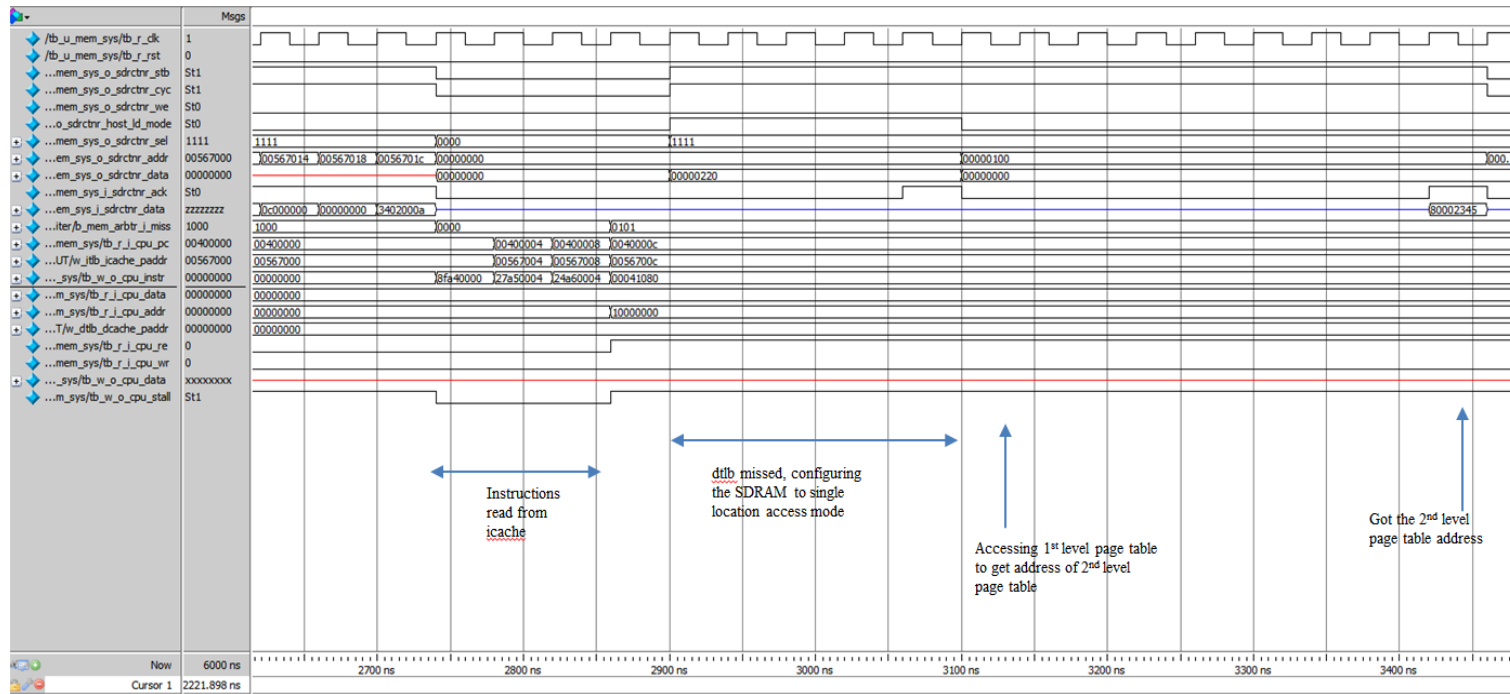 Msgs
/tb_u_mem_sys/tb_r_clk 1
/tb_u_mem_sys/tb_r_rst 0
...mem_sys_o_sdrctnr_stb St1
...mem_sys_o_sdrctnr_cyc St1
...mem_sys_o_sdrctnr_we St0
...o_sdrctnr_host_ld_mode St0
...mem_sys_o_sdrctnr_sel 1111 1111 0000 1111
...em_sys_o_sdrctnr_addr 00567000 00567014 00567018 0056701c 00000000 00000100 000.
...em_sys_o_sdrctnr_data 00000000 00000000 00000220 00000000
...mem_sys_i_sdrctnr_ack St0
...em_sys_i_sdrctnr_data zzzzzzzz 0c000000 00000000 3402000a 80002345
...iter/b_mem_arbtr_i_miss 1000 1000 0000 0101
...mem_sys/tb_r_i_cpu_pc 00400000 00400000 00400004 00400008 0040000c
...UT/w_itlb_icache_paddr 00567000 00567000 00567004 00567008 0056700c
..._sys/tb_w_o_cpu_instr 00000000 00000000 8fa40000 27a50004 24a60004 00041080
...m_sys/tb_r_i_cpu_data 00000000 00000000
...m_sys/tb_r_i_cpu_addr 00000000 00000000 10000000
...T/w_dtlb_dcache_paddr 00000000 00000000
...mem_sys/tb_r_i_cpu_re 0
...mem_sys/tb_r_i_cpu_wr 0
..._sys/tb_w_o_cpu_data xxxxxxxx
...m_sys/tb_w_o_cpu_stall St1
Instructions
read from
icache
dtlb missed, configuring
the SDRAM to single
location access mode
Accessing 1st level page table
to get address of 2nd level
page table
Got the 2nd level
page table address
Now 6000 ns
2700 ns 2800 ns 2900 ns 3000 ns 3100 ns 3200 ns 3300 ns 3400 ns
Cursor 1 2221.898 ns